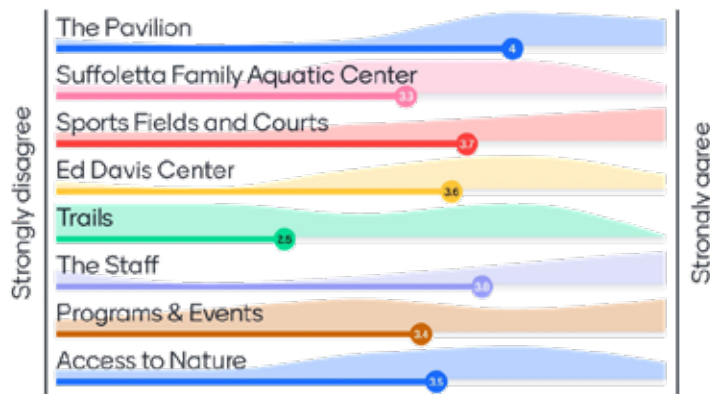 The Pavilion
4
Suffoletta Family Aquatic Center
3.3
Sports Fields and Courts
3.7
Ed Davis Center
3.6
Trails
2.5
The Staff
3.8
Programs & Events
3.4
Access to Nature
3.5
Strongly disagree
Strongly agree